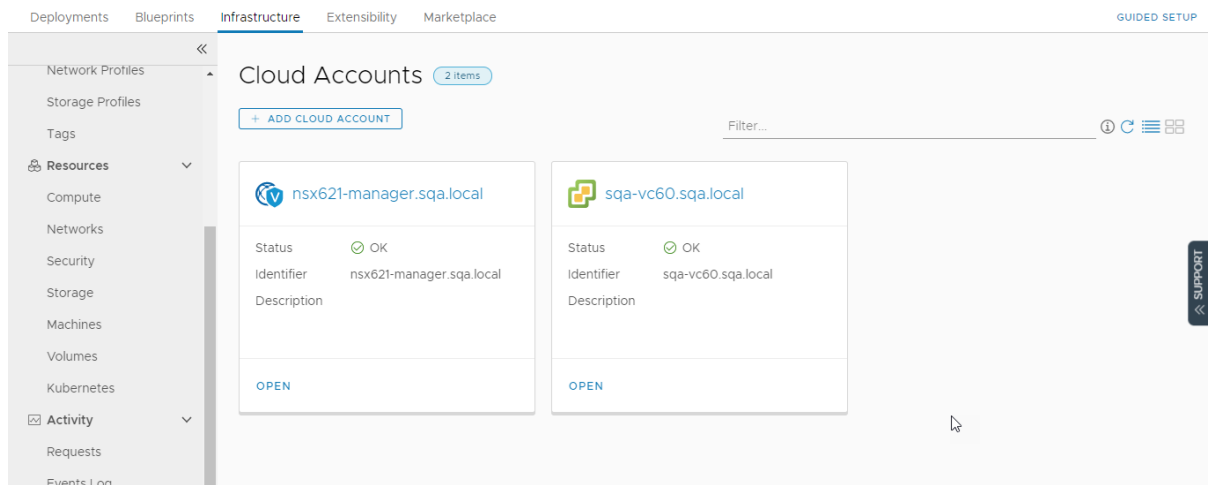 Deployments Blueprints Infrastructure Extensibility Marketplace GUIDED SETUP
Network Profiles
Storage Profiles
Tags
Resources
Compute
Networks
Security
Storage
Machines
Volumes
Kubernetes
Activity
Requests
Events Log
Cloud Accounts 2 items
+ ADD CLOUD ACCOUNT
Filter...
nsx621-manager.sqa.local
Status OK
Identifier nsx621-manager.sqa.local
Description
OPEN
sqa-vc60.sqa.local
Status OK
Identifier sqa-vc60.sqa.local
Description
OPEN
SUPPORT